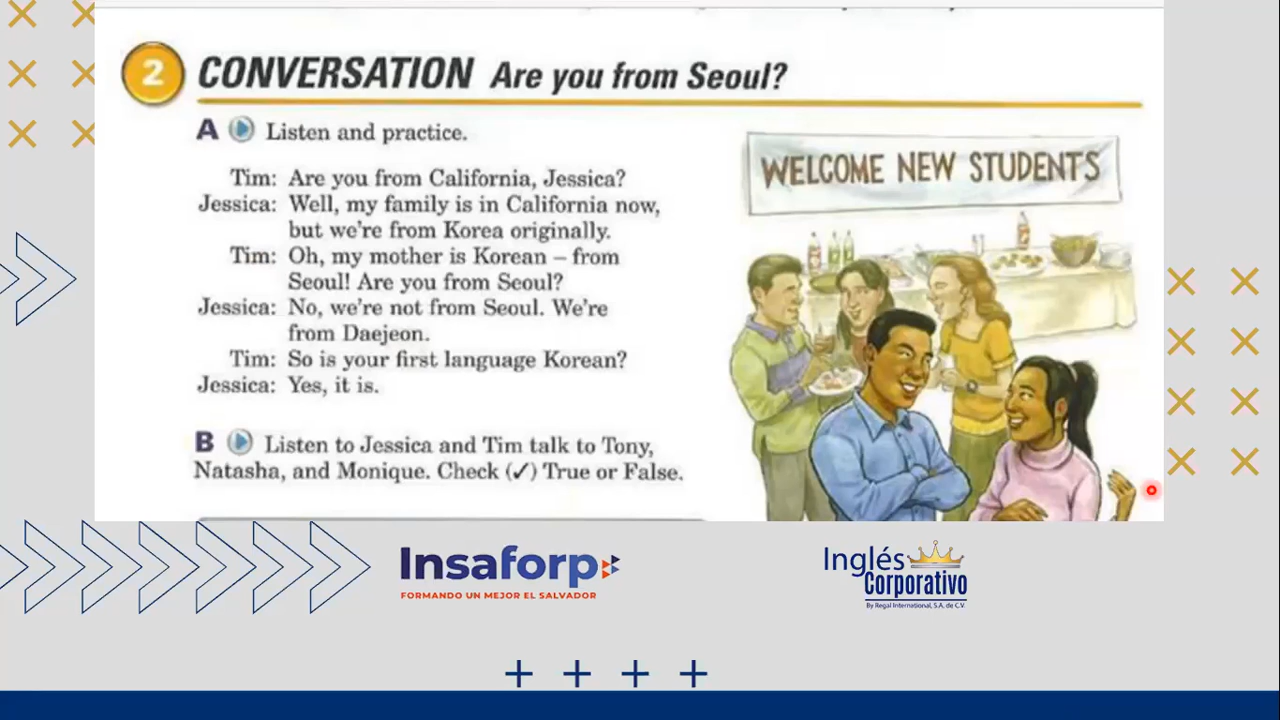 2 CONVERSATION Are you from Seoul?
A Listen and practice.
Tim: Are you from California, Jessica?
Jessica: Well, my family is in California now,
but we're from Korea originally.
Tim: Oh, my mother is Korean – from
Seoul! Are you from Seoul?
Jessica: No, we're not from Seoul. We're
from Daejeon.
Tim: So is your first language Korean?
Jessica: Yes, it is.
B Listen to Jessica and Tim talk to Tony,
Natasha, and Monique. Check (✓) True or False.
WELCOME NEW STUDENTS
Insaforp
FORMANDO UN MEJOR EL SALVADOR
Inglés
Corporativo
By Regal International, S.A. de C.V.